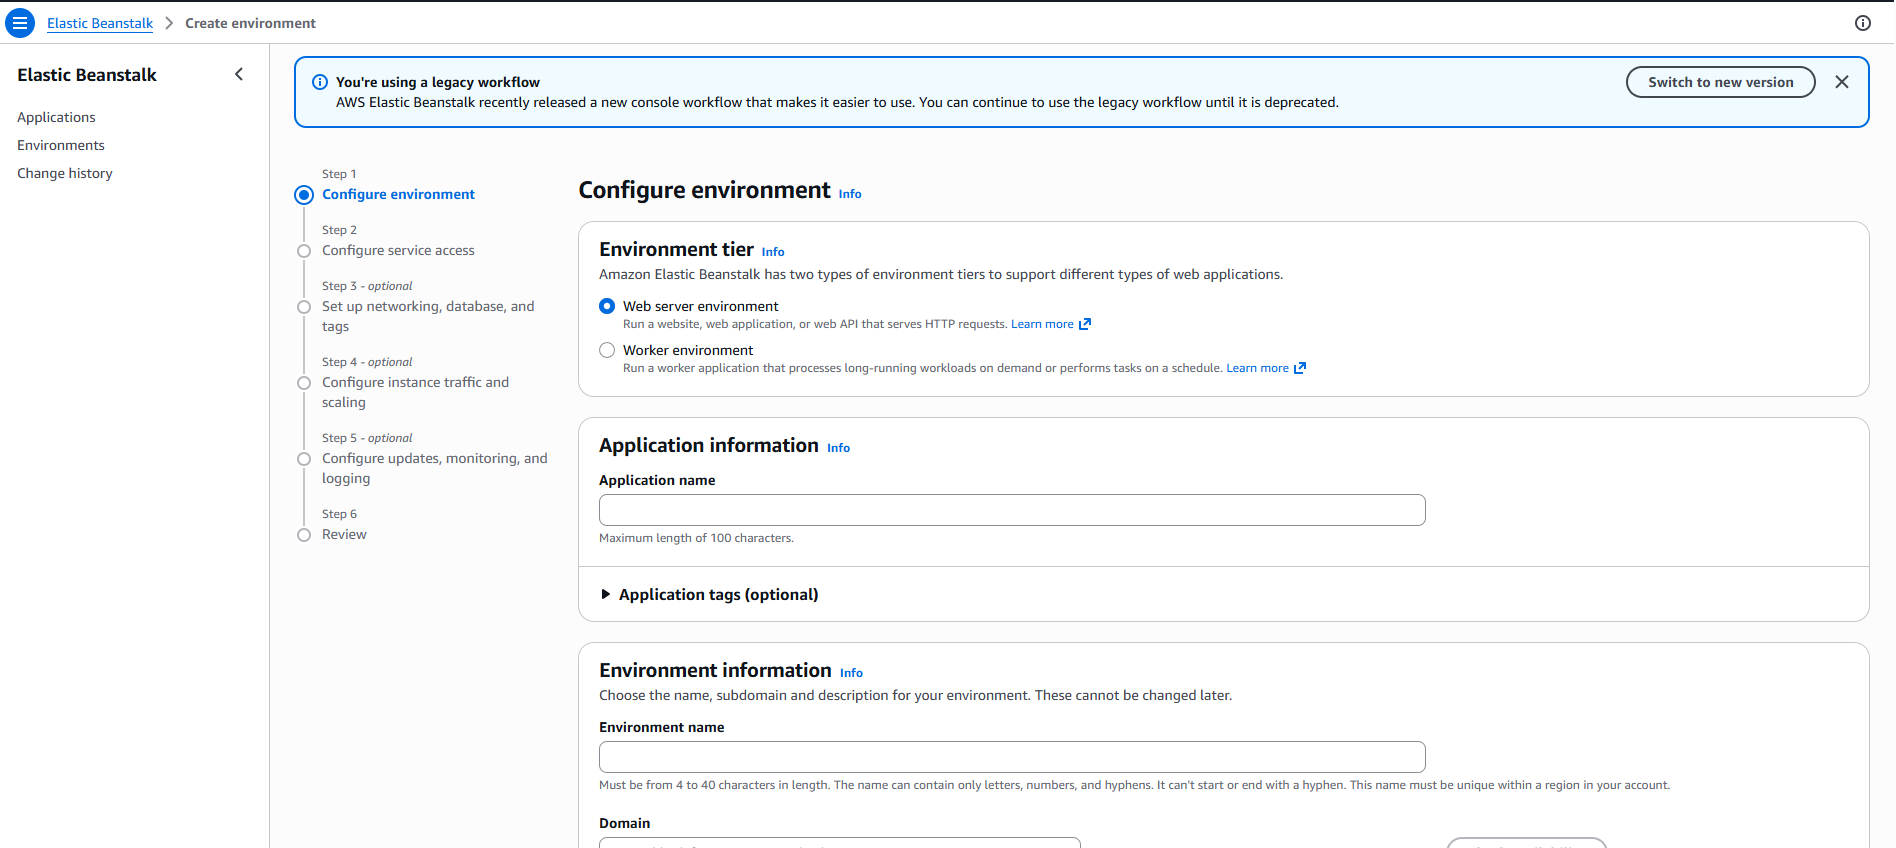 Elastic Beanstalk > Create environment
Elastic Beanstalk
Applications
Environments
Change history
You're using a legacy workflow
AWS Elastic Beanstalk recently released a new console workflow that makes it easier to use. You can continue to use the legacy workflow until it is deprecated.
Switch to new version
Step 1
Configure environment
Step 2
Configure service access
Step 3 - optional
Set up networking, database, and
tags
Step 4 - optional
Configure instance traffic and
scaling
Step 5 - optional
Configure updates, monitoring, and
logging
Step 6
Review
Configure environment Info
Environment tier Info
Amazon Elastic Beanstalk has two types of environment tiers to support different types of web applications.
Web server environment
Run a website, web application, or web API that serves HTTP requests. Learn more
Worker environment
Run a worker application that processes long-running workloads on demand or performs tasks on a schedule. Learn more
Application information Info
Application name
Maximum length of 100 characters.
Application tags (optional)
Environment information Info
Choose the name, subdomain and description for your environment. These cannot be changed later.
Environment name
Must be from 4 to 40 characters in length. The name can contain only letters, numbers, and hyphens. It can't start or end with a hyphen. This name must be unique within a region in your account.
Domain